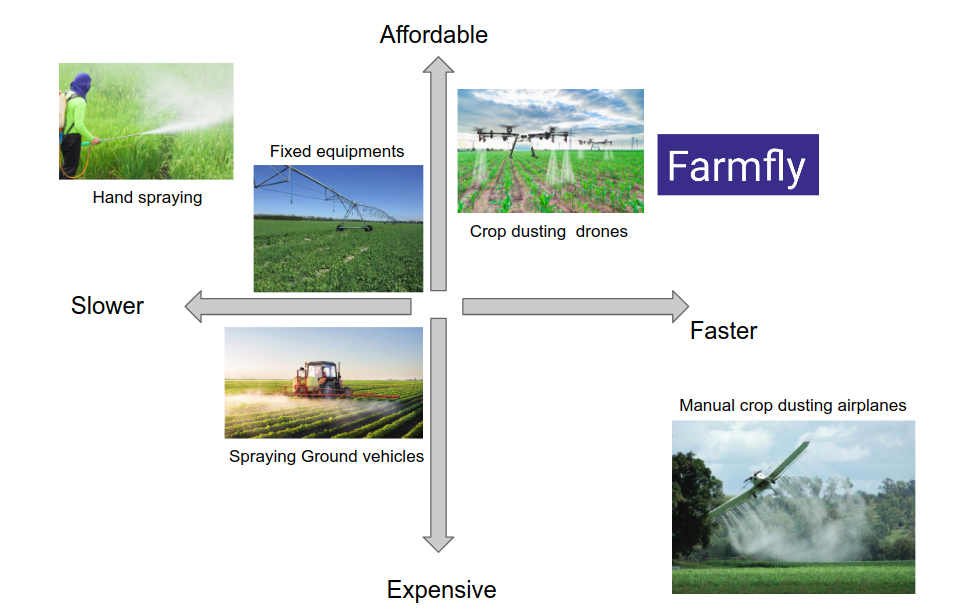 Affordable
Fixed equipments
Farmfly
Hand spraying
Crop dusting  drones
Slower
Faster
Manual crop dusting airplanes
Spraying Ground vehicles
Expensive